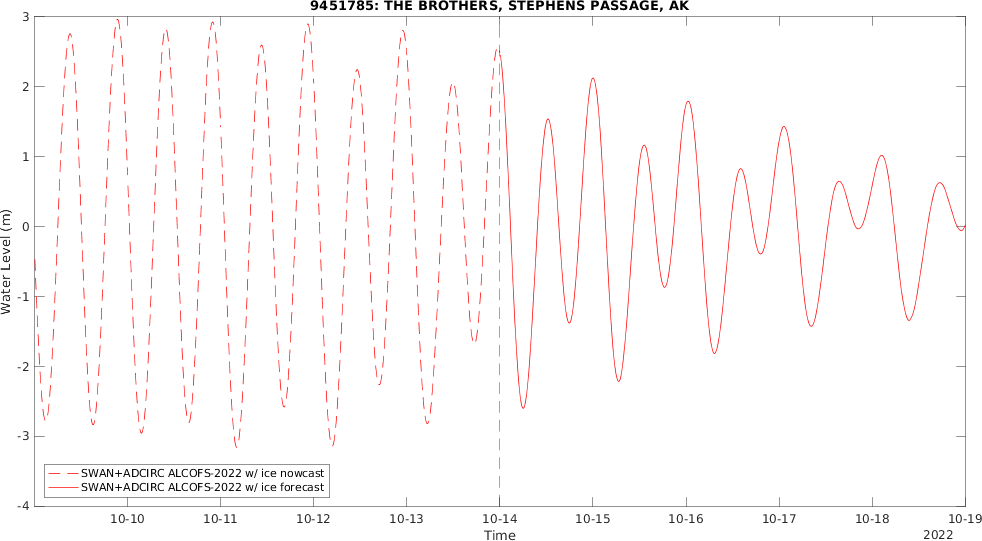 9451785: THE BROTHERS, STEPHENS PASSAGE, AK
3
2
1
0
-1
-2
-3
-4
Water Level (m)
SWAN+ADCIRC ALCOFS-2022 w/ ice nowcast
SWAN+ADCIRC ALCOFS-2022 w/ ice forecast
10-10 10-11 10-12 10-13 10-14 10-15 10-16 10-17 10-18 10-19
Time
2022